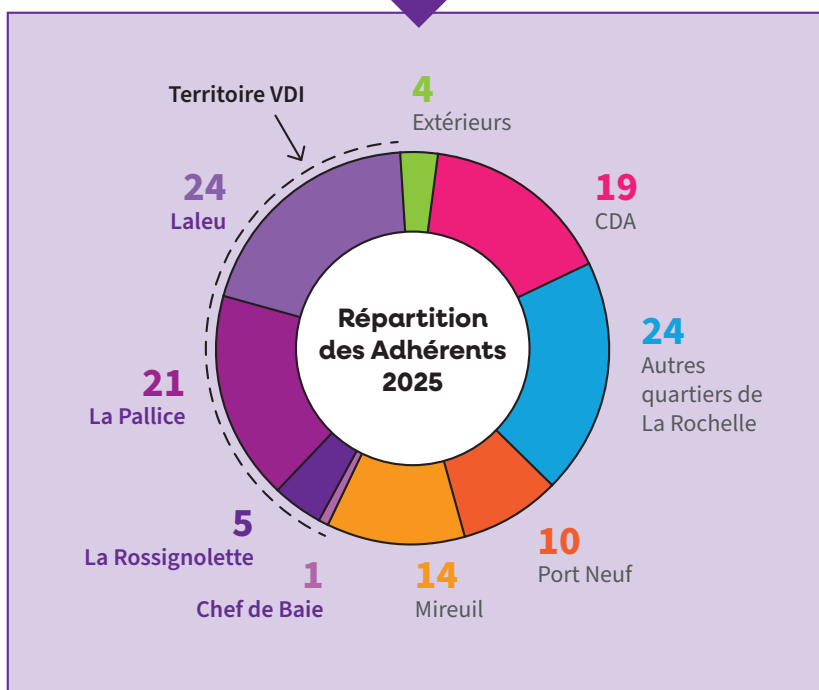 Territoire VDI
4
Extérieurs
24
Laleu
19
CDA
Répartition
des Adhérents
2025
24
Autres
quartiers de
La Rochelle
21
La Pallice
5
La Rossignolette
1
Chef de Baie
14
Mireuil
10
Port Neuf